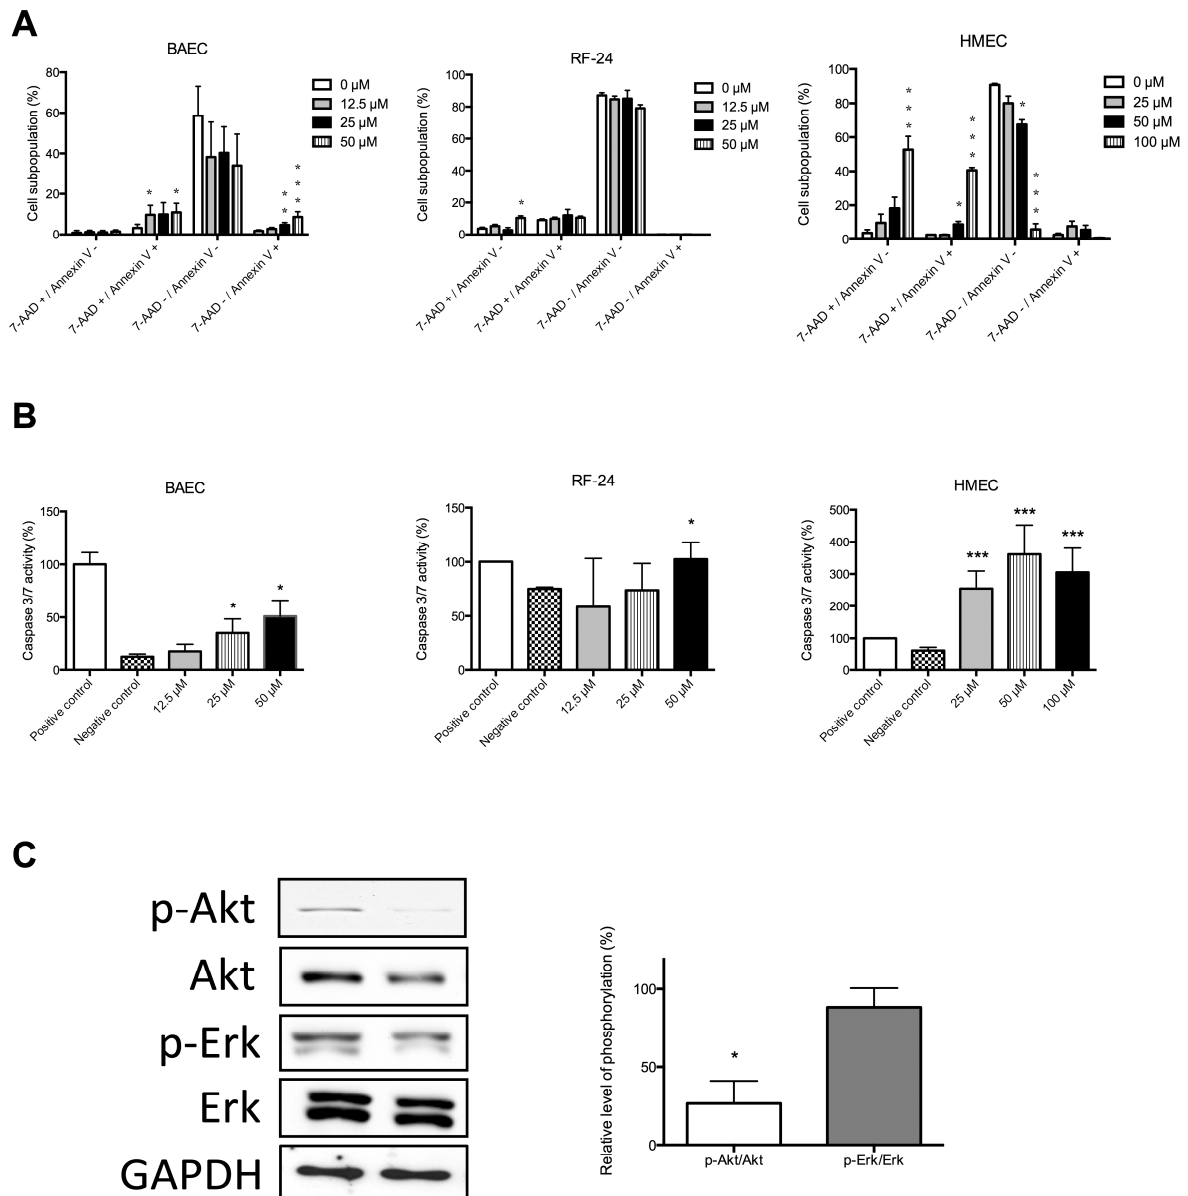 A
BAEC
Cell subpopulation (%)
80
60
40
20
0
0 µM
12.5 µM
25 µM
50 µM
*
*
* *
* * *
7-AAD + / Annexin V -
7-AAD + / Annexin V +
7-AAD - / Annexin V -
7-AAD - / Annexin V +
RF-24
Cell subpopulation (%)
100
80
60
40
20
0
0 µM
12.5 µM
25 µM
50 µM
*
7-AAD + / Annexin V -
7-AAD + / Annexin V +
7-AAD - / Annexin V -
7-AAD - / Annexin V +
HMEC
Cell subpopulation (%)
100
80
60
40
20
0
0 µM
25 µM
50 µM
100 µM
* * *
*
* * *
*
* * *
7-AAD + / Annexin V -
7-AAD + / Annexin V +
7-AAD - / Annexin V -
7-AAD - / Annexin V +
B
BAEC
Caspase 3/7 activity (%)
150
100
50
0
*
*
Positive control
Negative control
12.5 µM
25 µM
50 µM
RF-24
Caspase 3/7 activity (%)
150
100
50
0
*
Positive control
Negative control
12.5 µM
25 µM
50 µM
HMEC
Caspase 3/7 activity (%)
500
400
300
200
100
0
***
***
***
Positive control
Negative control
25 µM
50 µM
100 µM
C
p-Akt
Akt
p-Erk
Erk
GAPDH
Relative level of phosphorylation (%)
100
50
0
*
p-Akt/Akt
p-Erk/Erk